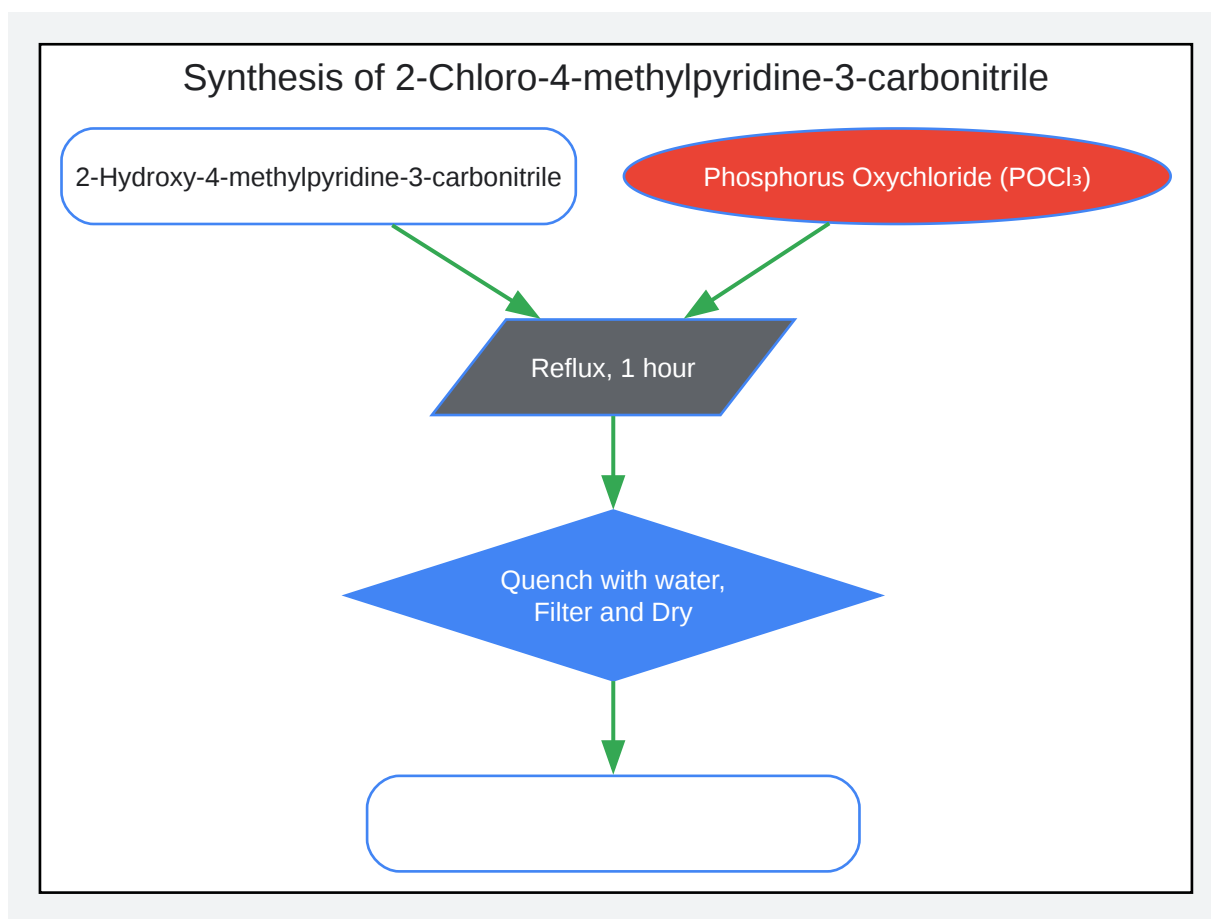 Synthesis of 2-Chloro-4-methylpyridine-3-carbonitrile
2-Hydroxy-4-methylpyridine-3-carbonitrile
Phosphorus Oxychloride (POCl₃)
Reflux, 1 hour
Quench with water,
Filter and Dry